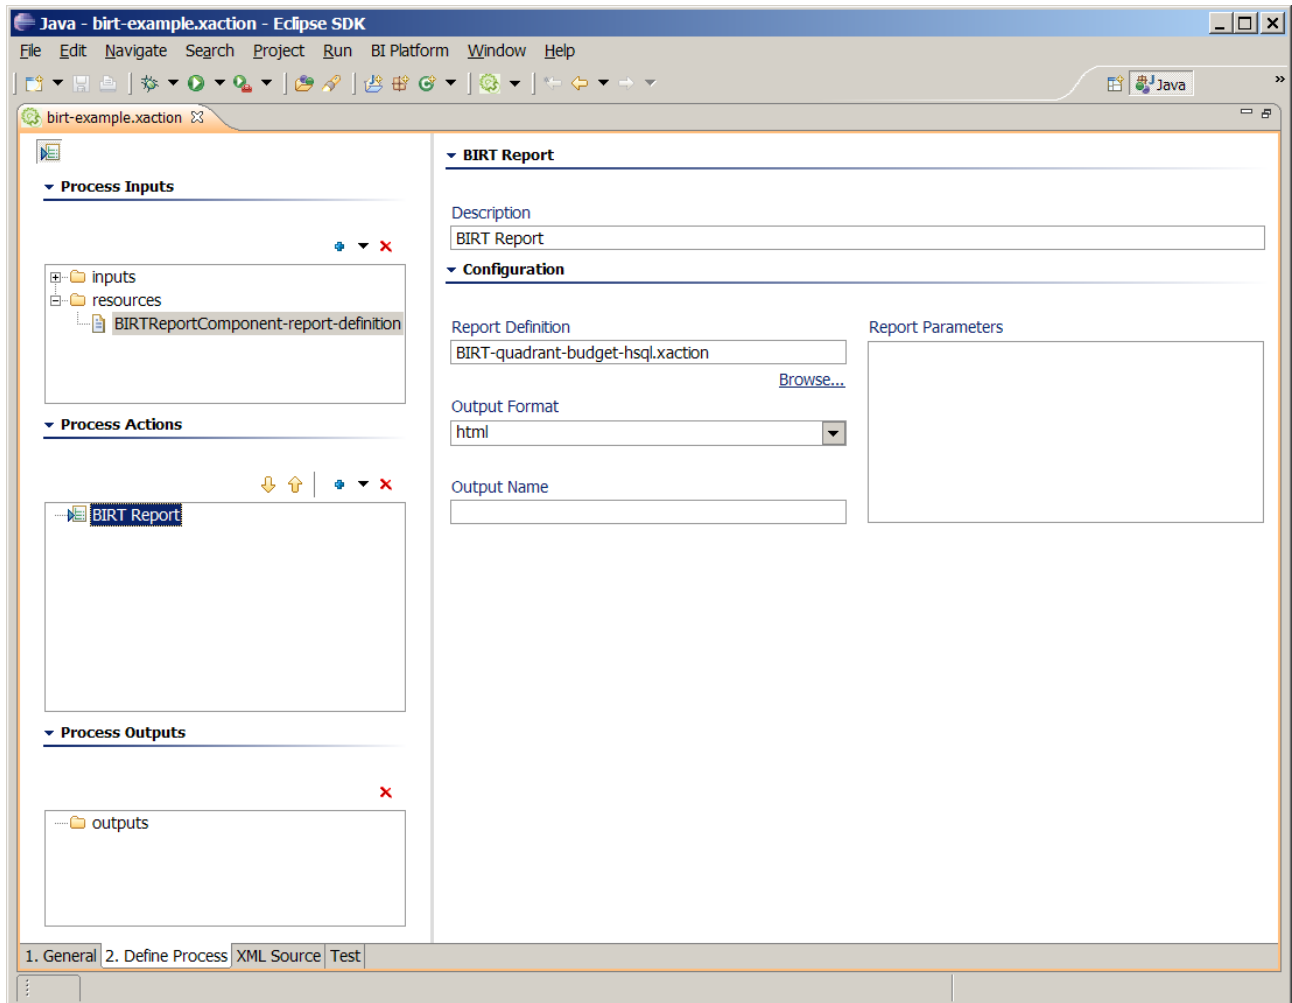 Java - birt-example.xaction - Eclipse SDK
File Edit Navigate Search Project Run BI Platform Window Help
Java
birt-example.xaction
Process Inputs
inputs
resources
BIRTReportComponent-report-definition
Process Actions
BIRT Report
Process Outputs
outputs
BIRT Report
Description
BIRT Report
Configuration
Report Definition
BIRT-quadrant-budget-hsql.xaction
Browse...
Output Format
html
Output Name
Report Parameters
1. General 2. Define Process XML Source Test